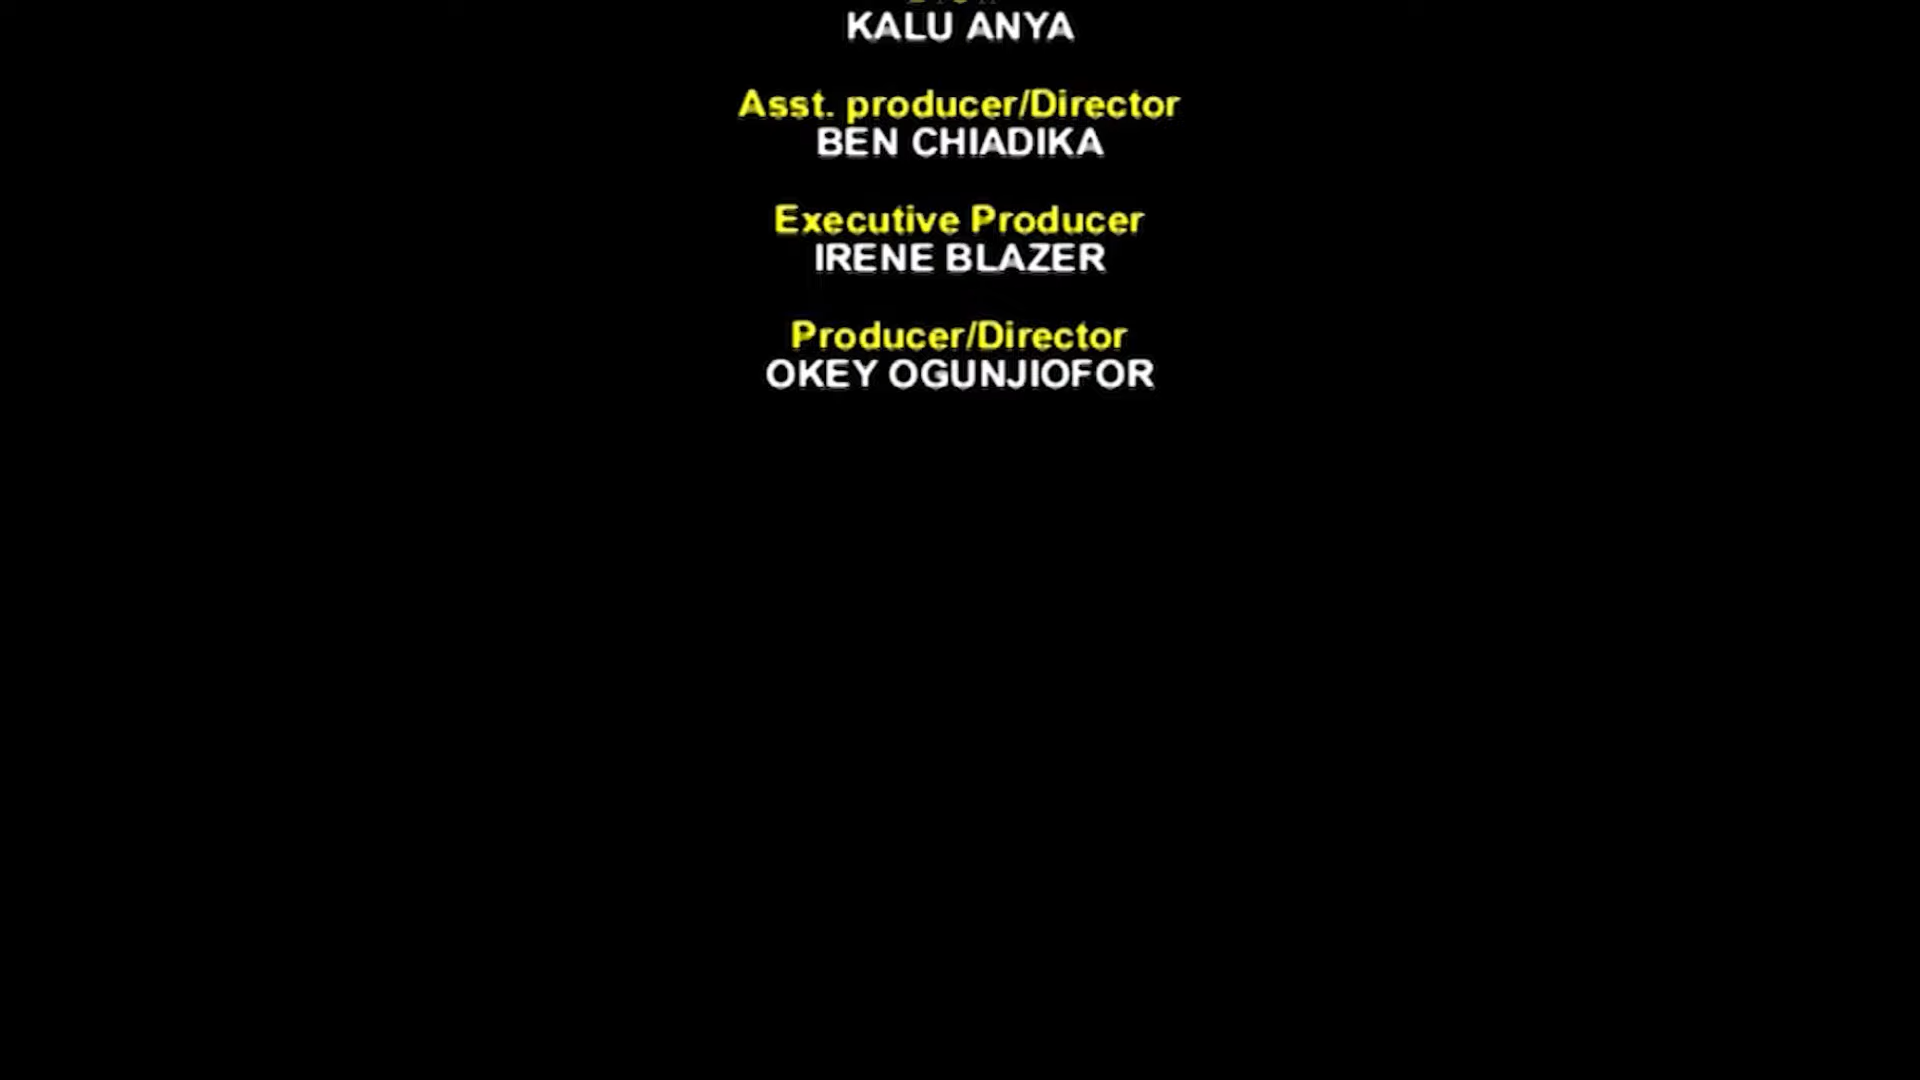 KALU ANYA
Asst. producer/Director
BEN CHIADIKA
Executive Producer
IRENE BLAZER
Producer/Director
OKEY OGUNJIOFOR